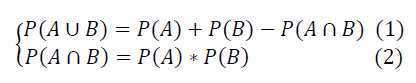 P(A ∪ B) = P(A) + P(B) − P(A ∩ B) (1)
P(A ∩ B) = P(A) ∗ P(B) (2)